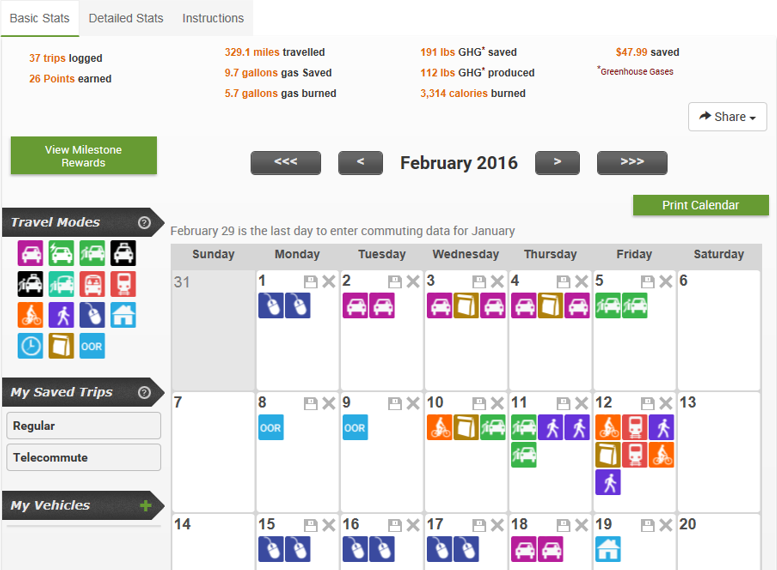 Basic Stats Detailed Stats Instructions
37 trips logged
26 Points earned
329.1 miles travelled
9.7 gallons gas Saved
5.7 gallons gas burned
191 lbs GHG* saved
112 lbs GHG* produced
3,314 calories burned
$47.99 saved
*Greenhouse Gases
Share
View Milestone
Rewards
<<< < February 2016 > >>>
Print Calendar
Travel Modes ?
OOR
My Saved Trips ?
Regular
Telecommute
My Vehicles +
February 29 is the last day to enter commuting data for January
Sunday Monday Tuesday Wednesday Thursday Friday Saturday
31 1 2 3 4 5 6
7 8 9 10 11 12 13
OOR OOR
14 15 16 17 18 19 20